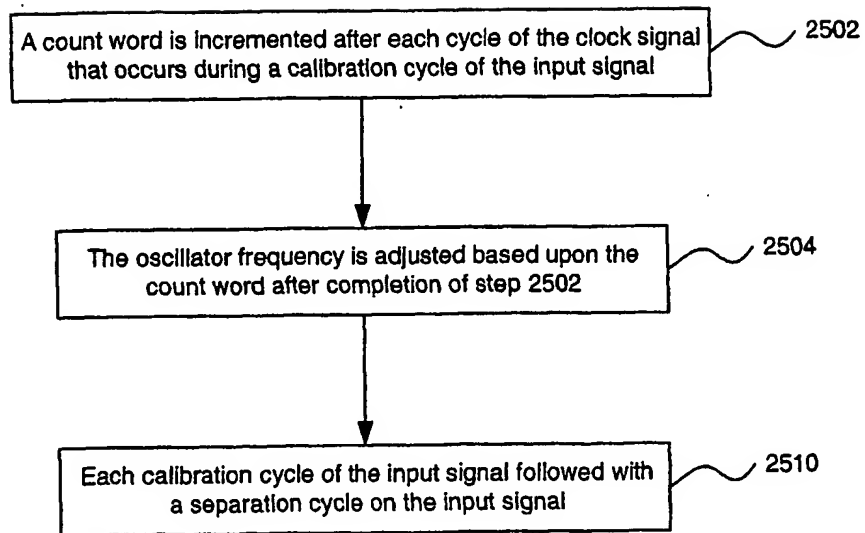 A count word is incremented after each cycle of the clock signal
that occurs during a calibration cycle of the input signal
2502
The oscillator frequency is adjusted based upon the
count word after completion of step 2502
2504
Each calibration cycle of the input signal followed with
a separation cycle on the input signal
2510